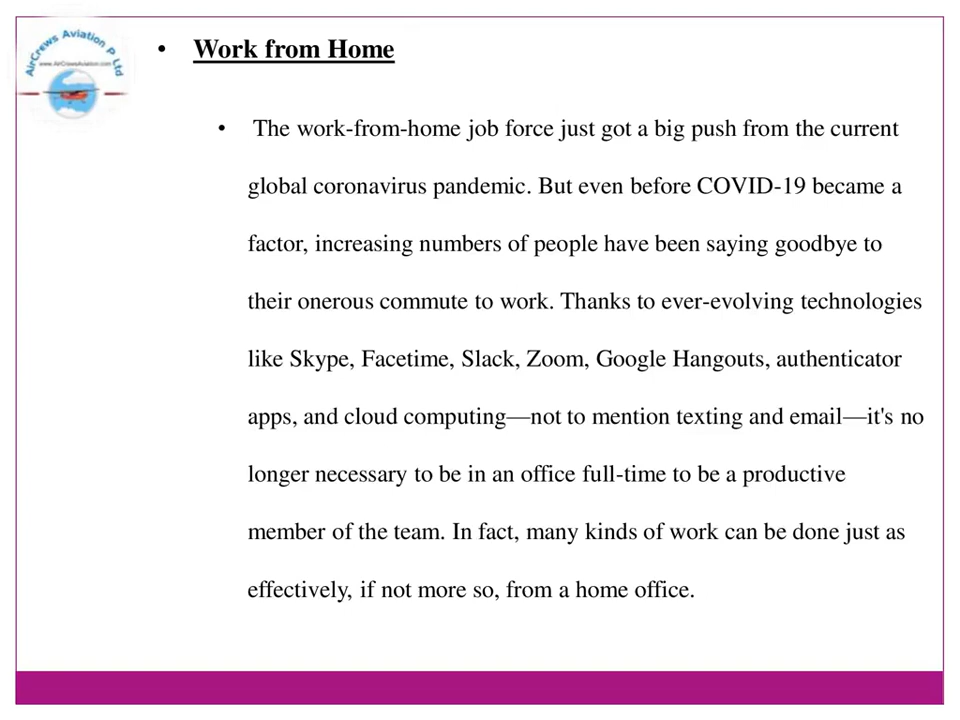 AirCrews Aviation P Ltd
www.AirCrewsAviation.com
• Work from Home
• The work-from-home job force just got a big push from the current
global coronavirus pandemic. But even before COVID-19 became a
factor, increasing numbers of people have been saying goodbye to
their onerous commute to work. Thanks to ever-evolving technologies
like Skype, Facetime, Slack, Zoom, Google Hangouts, authenticator
apps, and cloud computing—not to mention texting and email—it's no
longer necessary to be in an office full-time to be a productive
member of the team. In fact, many kinds of work can be done just as
effectively, if not more so, from a home office.